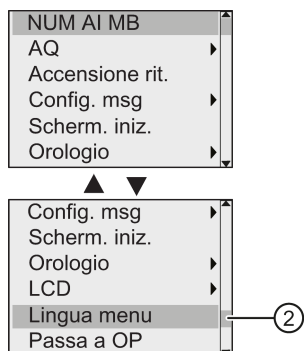 NUM AI MB
AQ
Accensione rit.
Config. msg
Scherm. iniz.
Orologio
Config. msg
Scherm. iniz.
Orologio
LCD
Lingua menu
2
Passa a OP